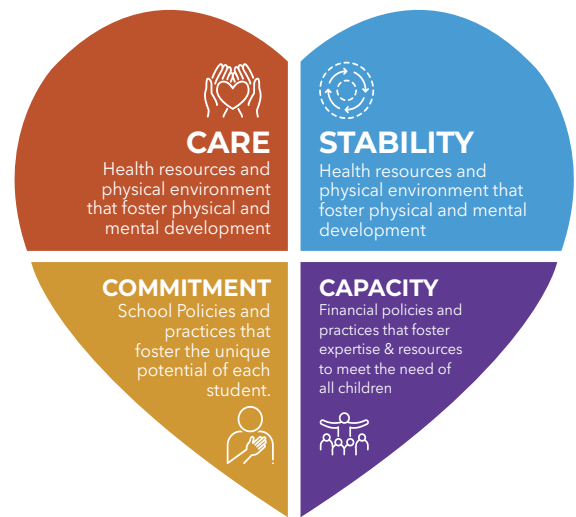 CARE
Health resources and
physical environment
that foster physical and
mental development
STABILITY
Health resources and
physical environment that
foster physical and mental
development
COMMITMENT
School Policies and
practices that
foster the unique
potential of each
student.
CAPACITY
Financial policies and
practices that foster
expertise & resources
to meet the need of
all children